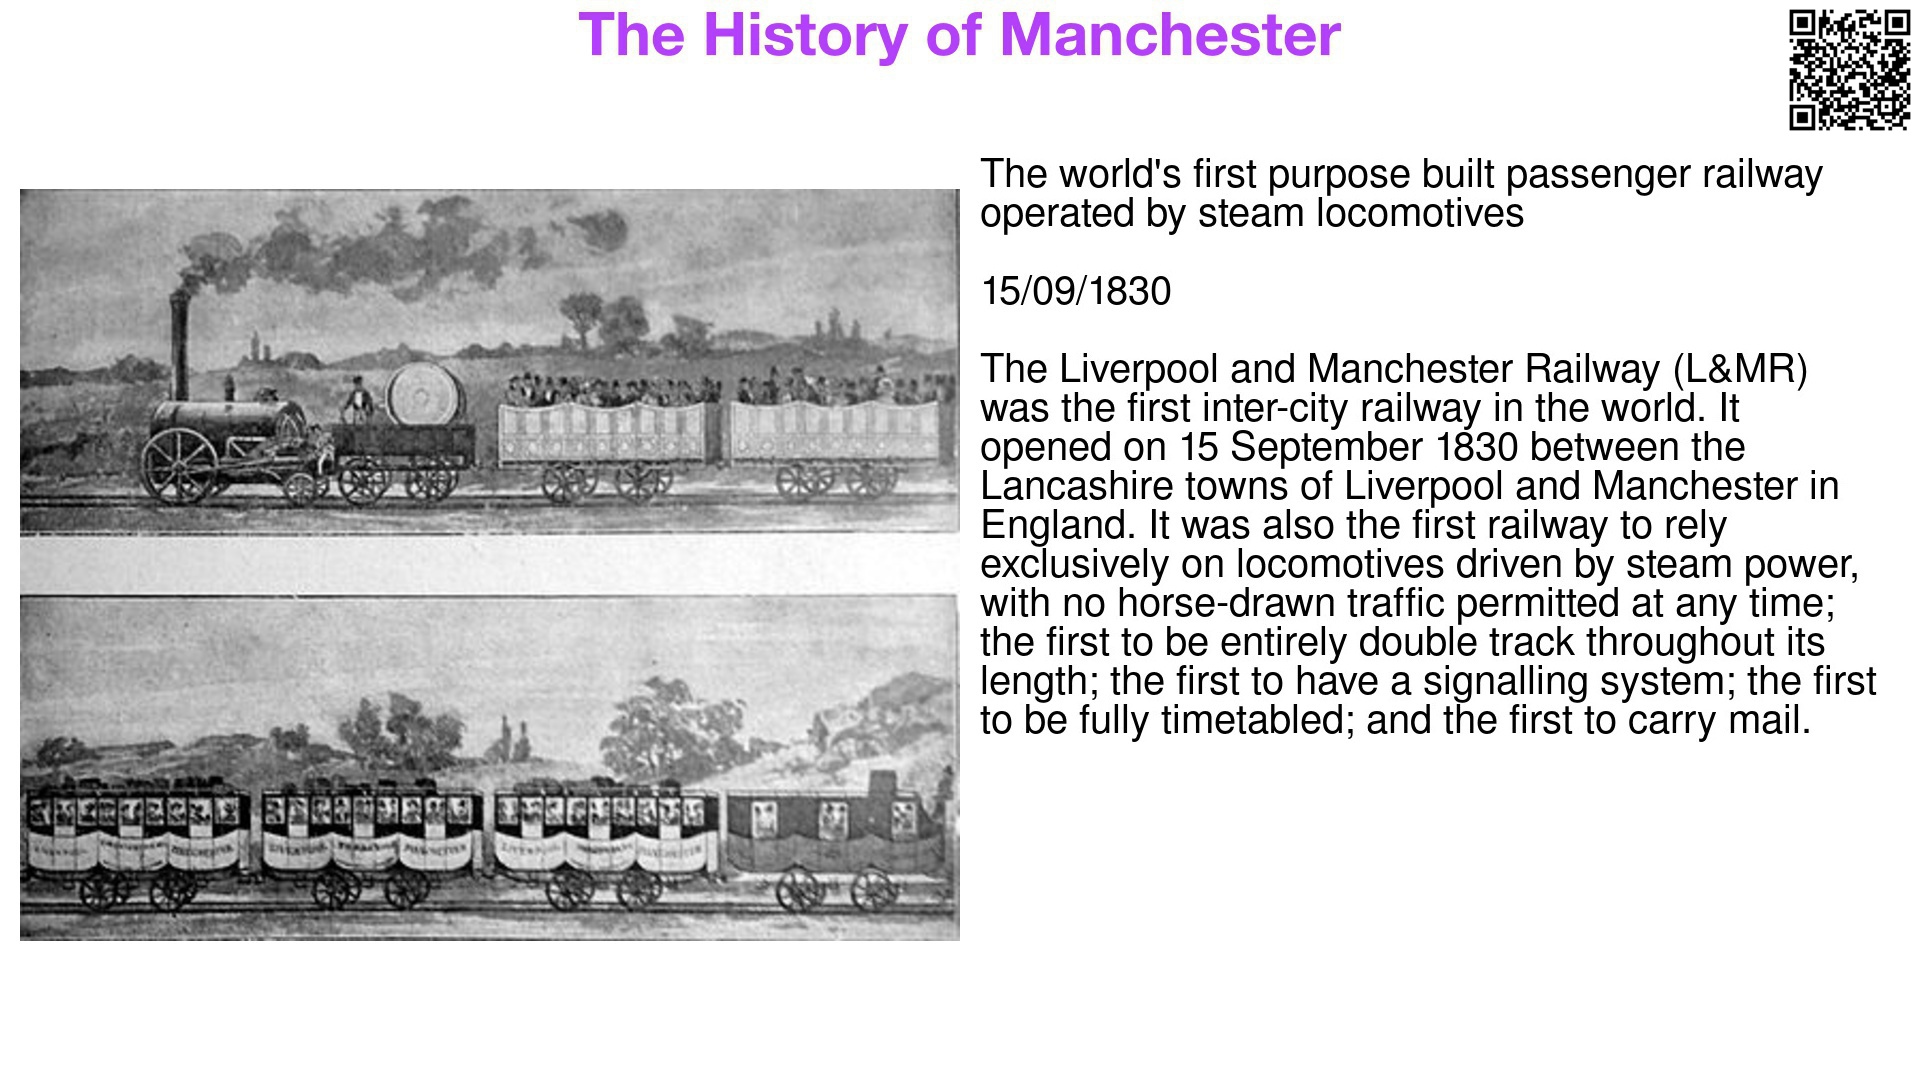 The History of Manchester
The world's first purpose built passenger railway
operated by steam locomotives
15/09/1830
The Liverpool and Manchester Railway (L&MR)
was the first inter-city railway in the world. It
opened on 15 September 1830 between the
Lancashire towns of Liverpool and Manchester in
England. It was also the first railway to rely
exclusively on locomotives driven by steam power,
with no horse-drawn traffic permitted at any time;
the first to be entirely double track throughout its
length; the first to have a signalling system; the first
to be fully timetabled; and the first to carry mail.